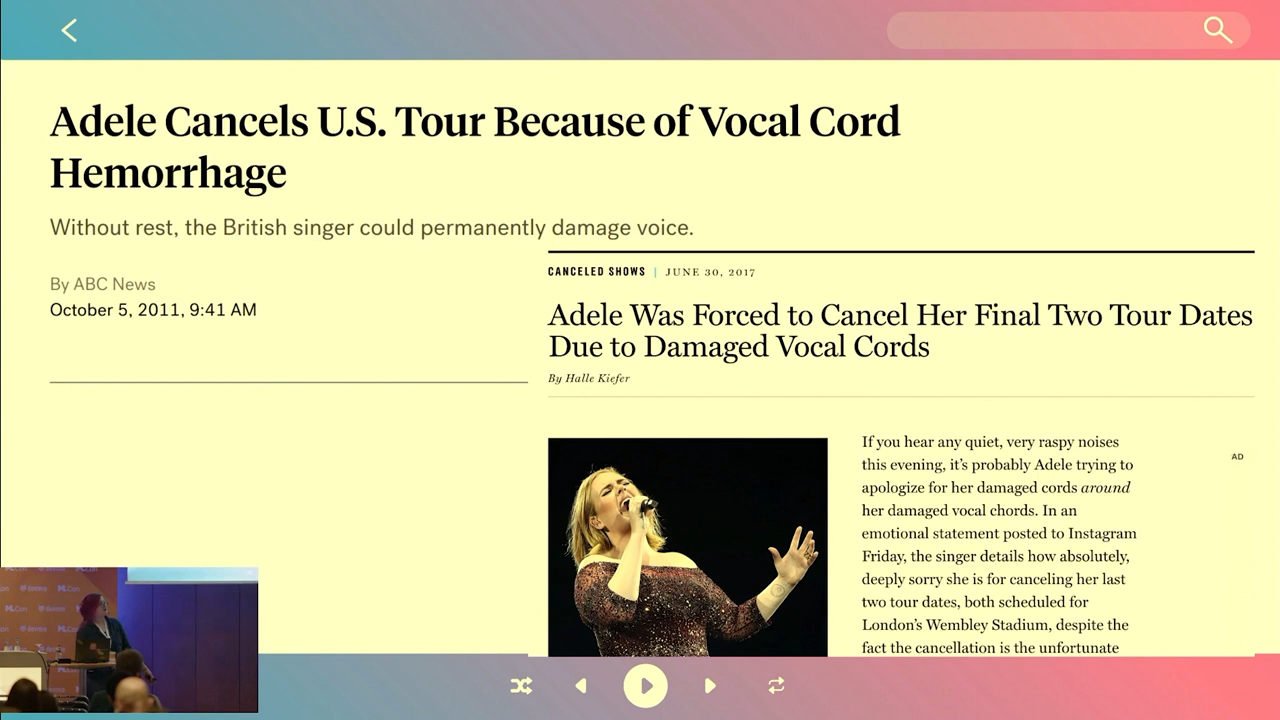 Adele Cancels U.S. Tour Because of Vocal Cord
Hemorrhage
Without rest, the British singer could permanently damage voice.
By ABC News
October 5, 2011, 9:41 AM
CANCELED SHOWS | JUNE 30, 2017
Adele Was Forced to Cancel Her Final Two Tour Dates
Due to Damaged Vocal Cords
By Halle Kiefer
If you hear any quiet, very raspy noises
this evening, it’s probably Adele trying to
apologize for her damaged cords around
her damaged vocal chords. In an
emotional statement posted to Instagram
Friday, the singer details how absolutely,
deeply sorry she is for canceling her last
two tour dates, both scheduled for
London’s Wembley Stadium, despite the
fact the cancellation is the unfortunate
AD
MLCon